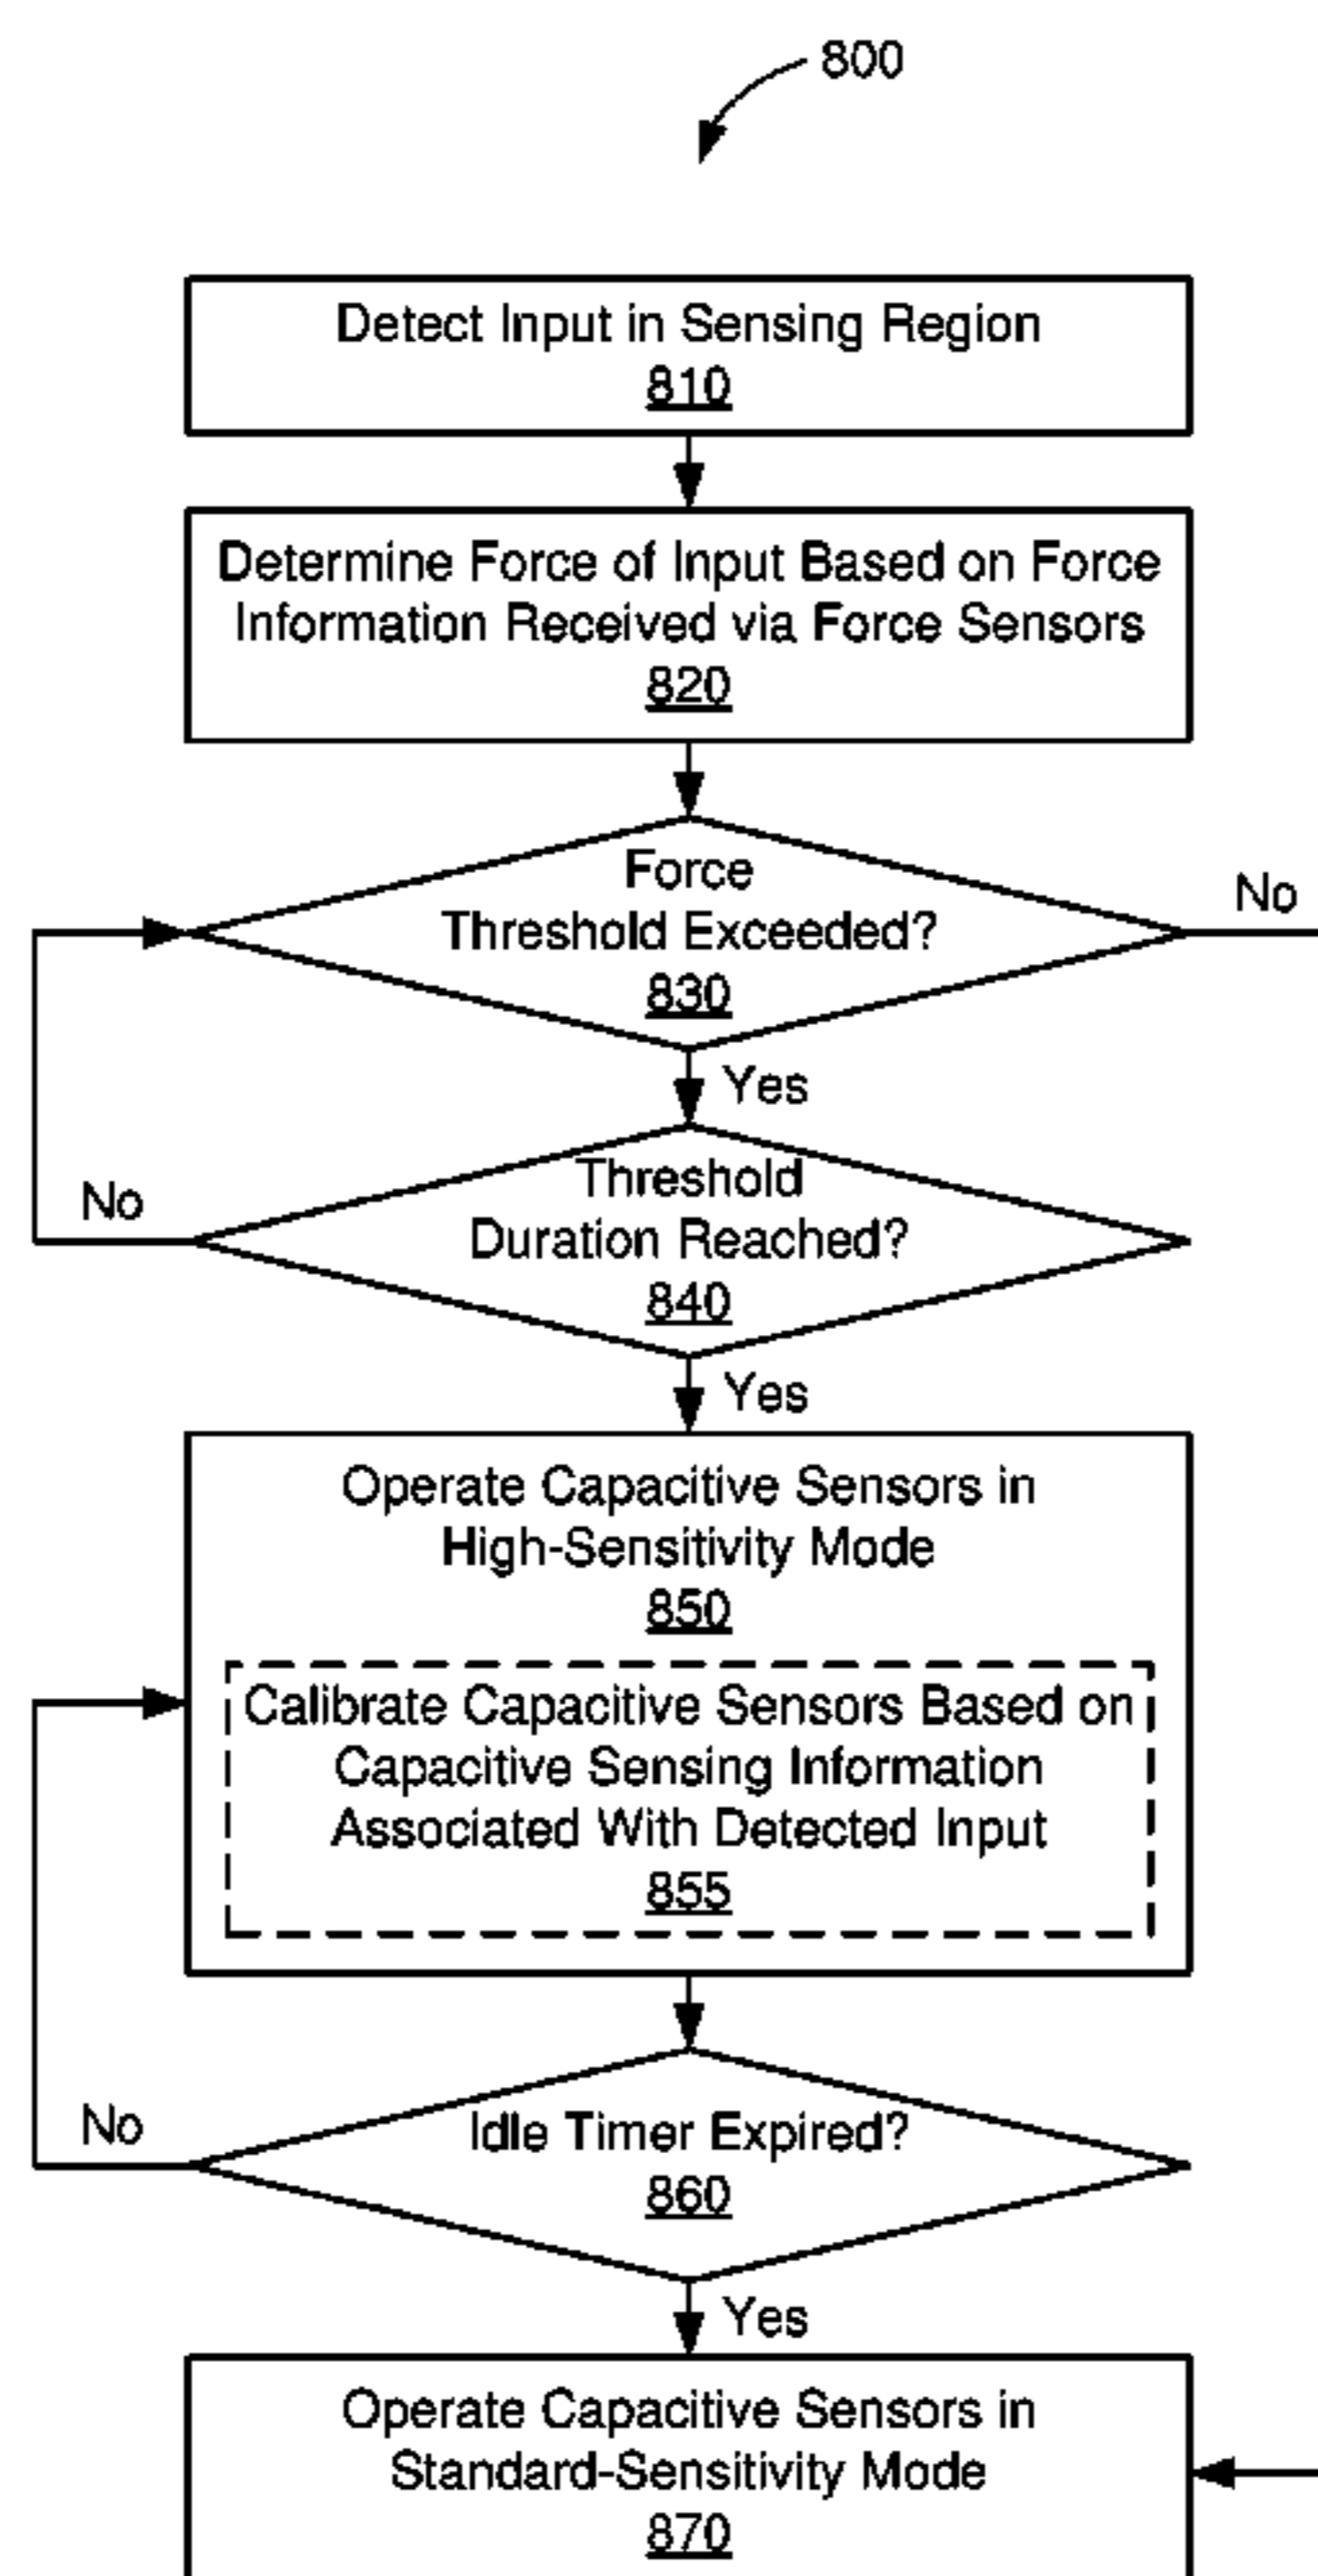 800
Detect Input in Sensing Region
810
Determine Force of Input Based on Force
Information Received via Force Sensors
820
Force
Threshold Exceeded?
830
No
Yes
Threshold
Duration Reached?
840
No
Yes
Operate Capacitive Sensors in
High-Sensitivity Mode
850
Calibrate Capacitive Sensors Based on
Capacitive Sensing Information
Associated With Detected Input
855
Idle Timer Expired?
860
No
Yes
Operate Capacitive Sensors in
Standard-Sensitivity Mode
870